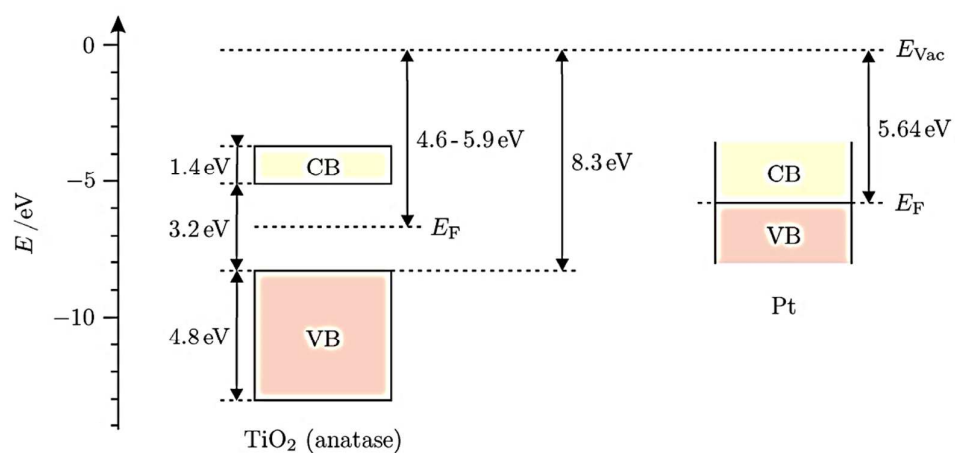 0
−5
−10
E /eV
E_Vac
4.6 - 5.9 eV
8.3 eV
5.64 eV
1.4 eV
CB
3.2 eV
E_F
4.8 eV
VB
TiO₂ (anatase)
CB
E_F
VB
Pt